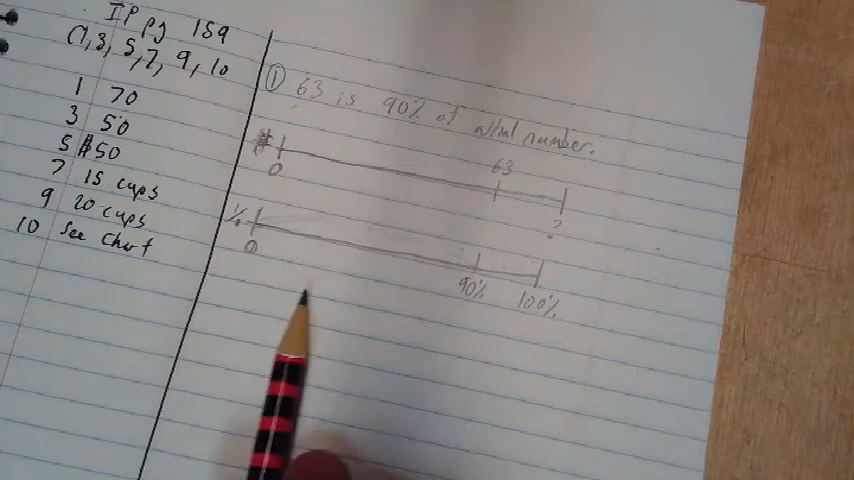 IP pg 159
(1, 3, 5, 7, 9, 10
1 70
3 50
5 $50
7 15 cups
9 20 cups
10 See Chart
① 63 is 90% of what number.
#
63
0
?
%
0
90%
100%